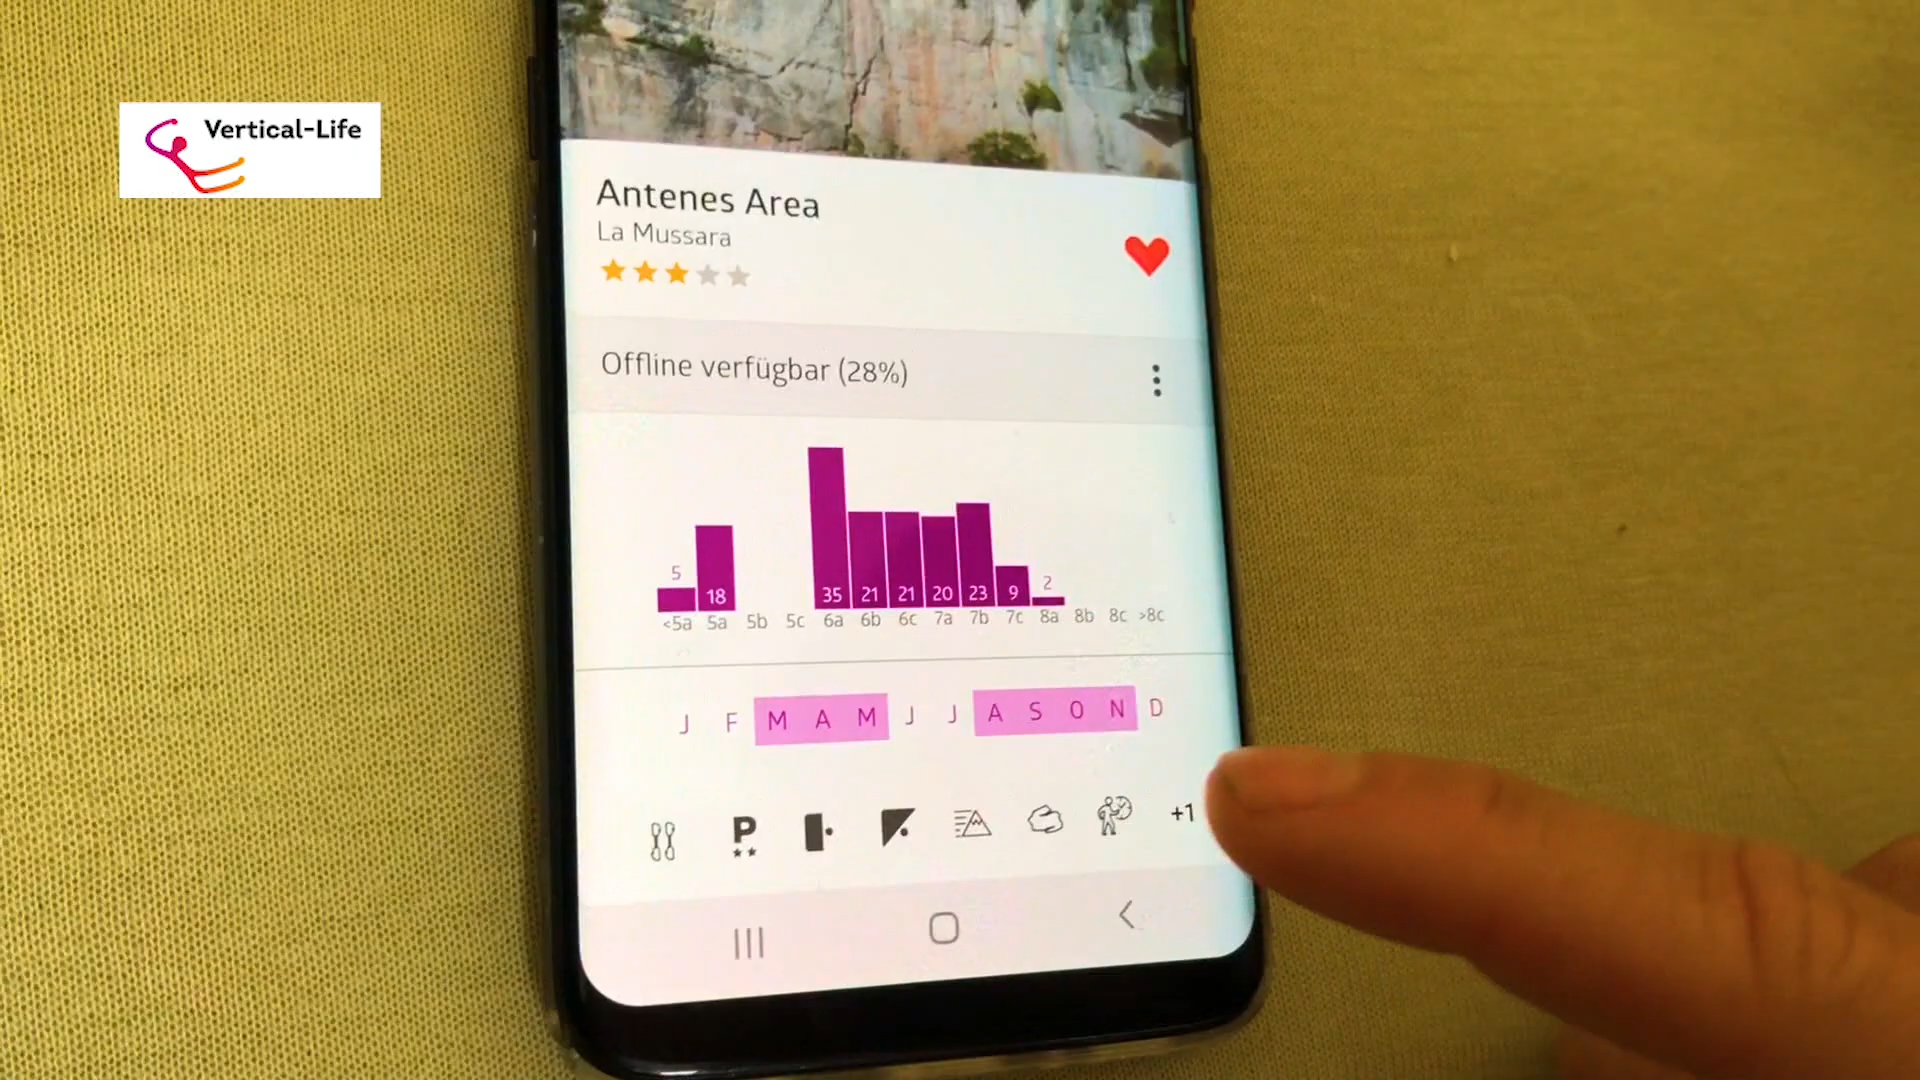 Vertical-Life
Antenes Area
La Mussara
Offline verfügbar (28%)
5 18 35 21 21 20 23 9 2
<5a 5a 5b 5c 6a 6b 6c 7a 7b 7c 8a 8b 8c >8c
J F M A M J J A S O N D
P +1